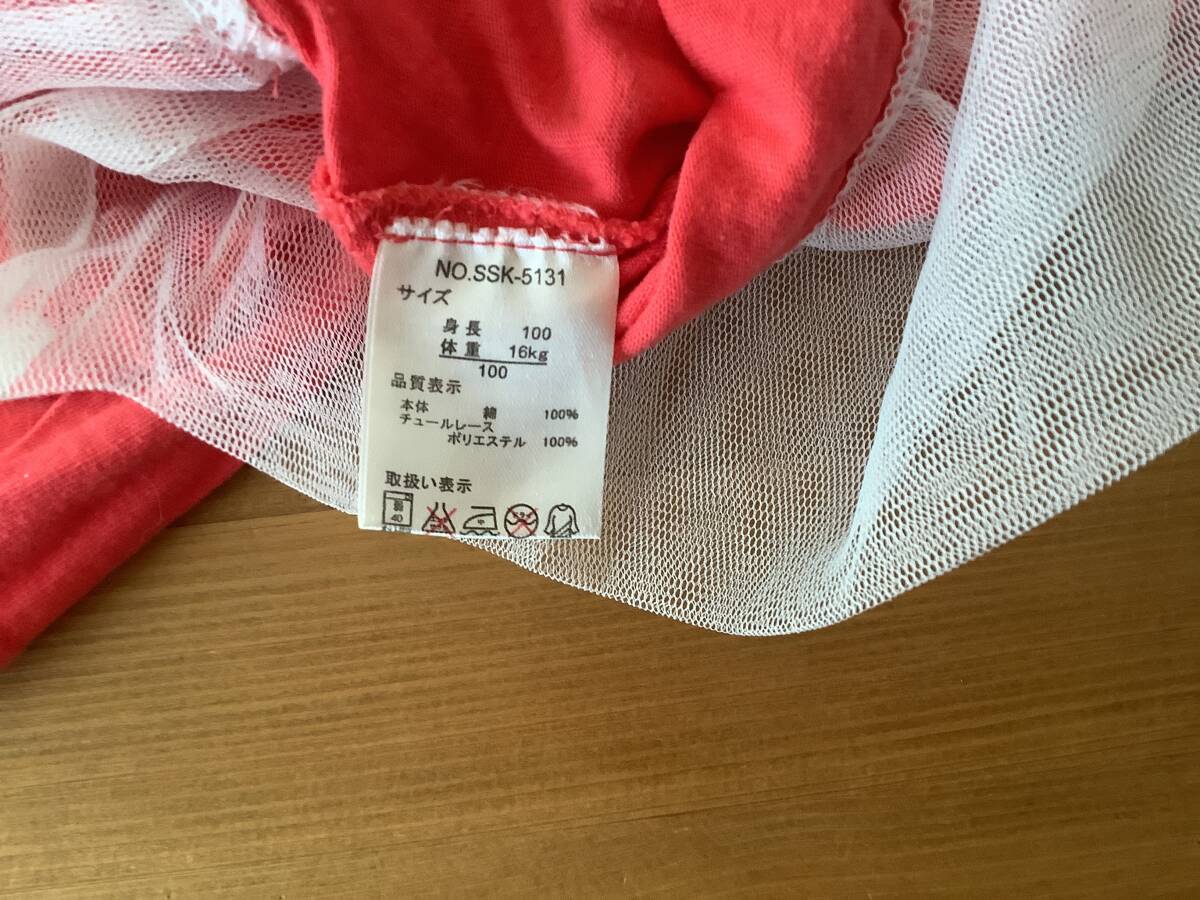 NO.SSK-5131
サイズ
身長 100
体重 16kg
100
品質表示
本体 綿 100%
チュールレース
ポリエステル 100%
取扱い表示
40
中